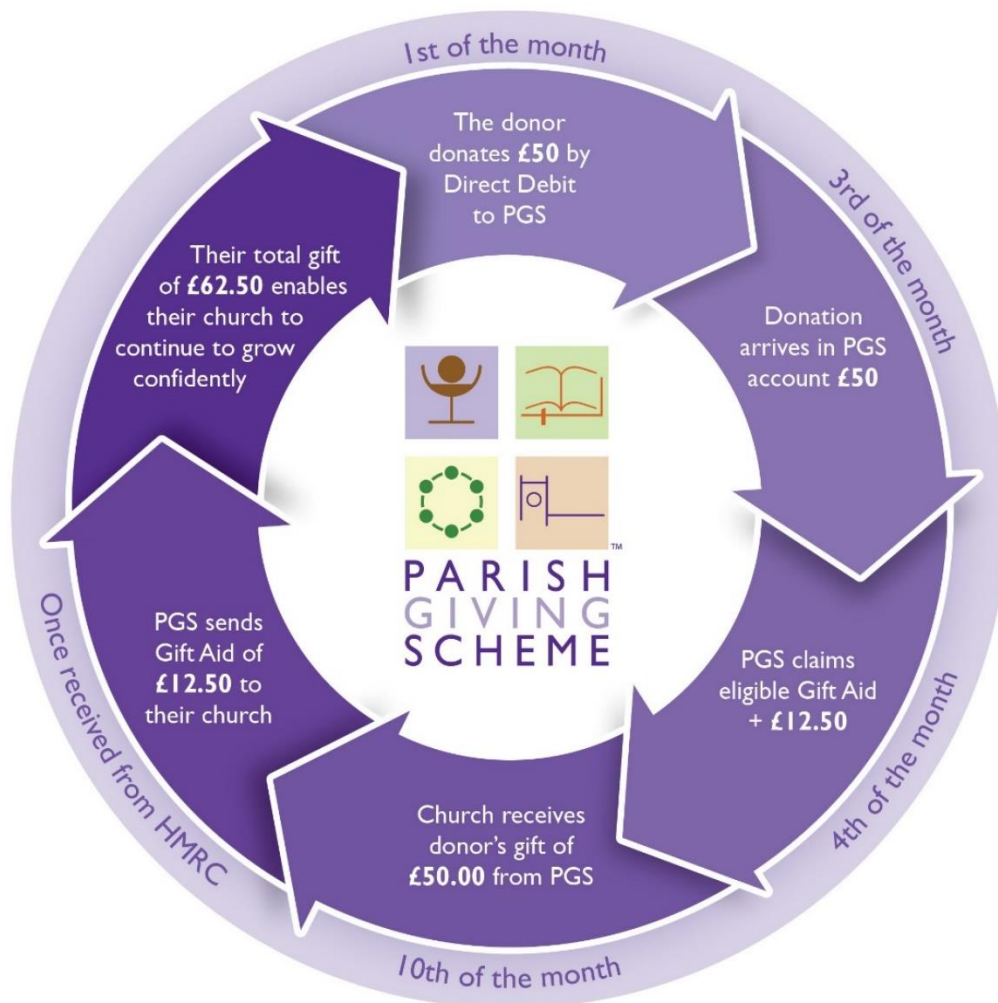 1st of the month
The donor
donates £50 by
Direct Debit
to PGS
3rd of the month
Donation
arrives in PGS
account £50
4th of the month
PGS claims
eligible Gift Aid
+ £12.50
10th of the month
Church receives
donor's gift of
£50.00 from PGS
Once received from HMRC
PGS sends
Gift Aid of
£12.50 to
their church
Their total gift
of £62.50 enables
their church to
continue to grow
confidently
PARISH
GIVING
SCHEME
TM